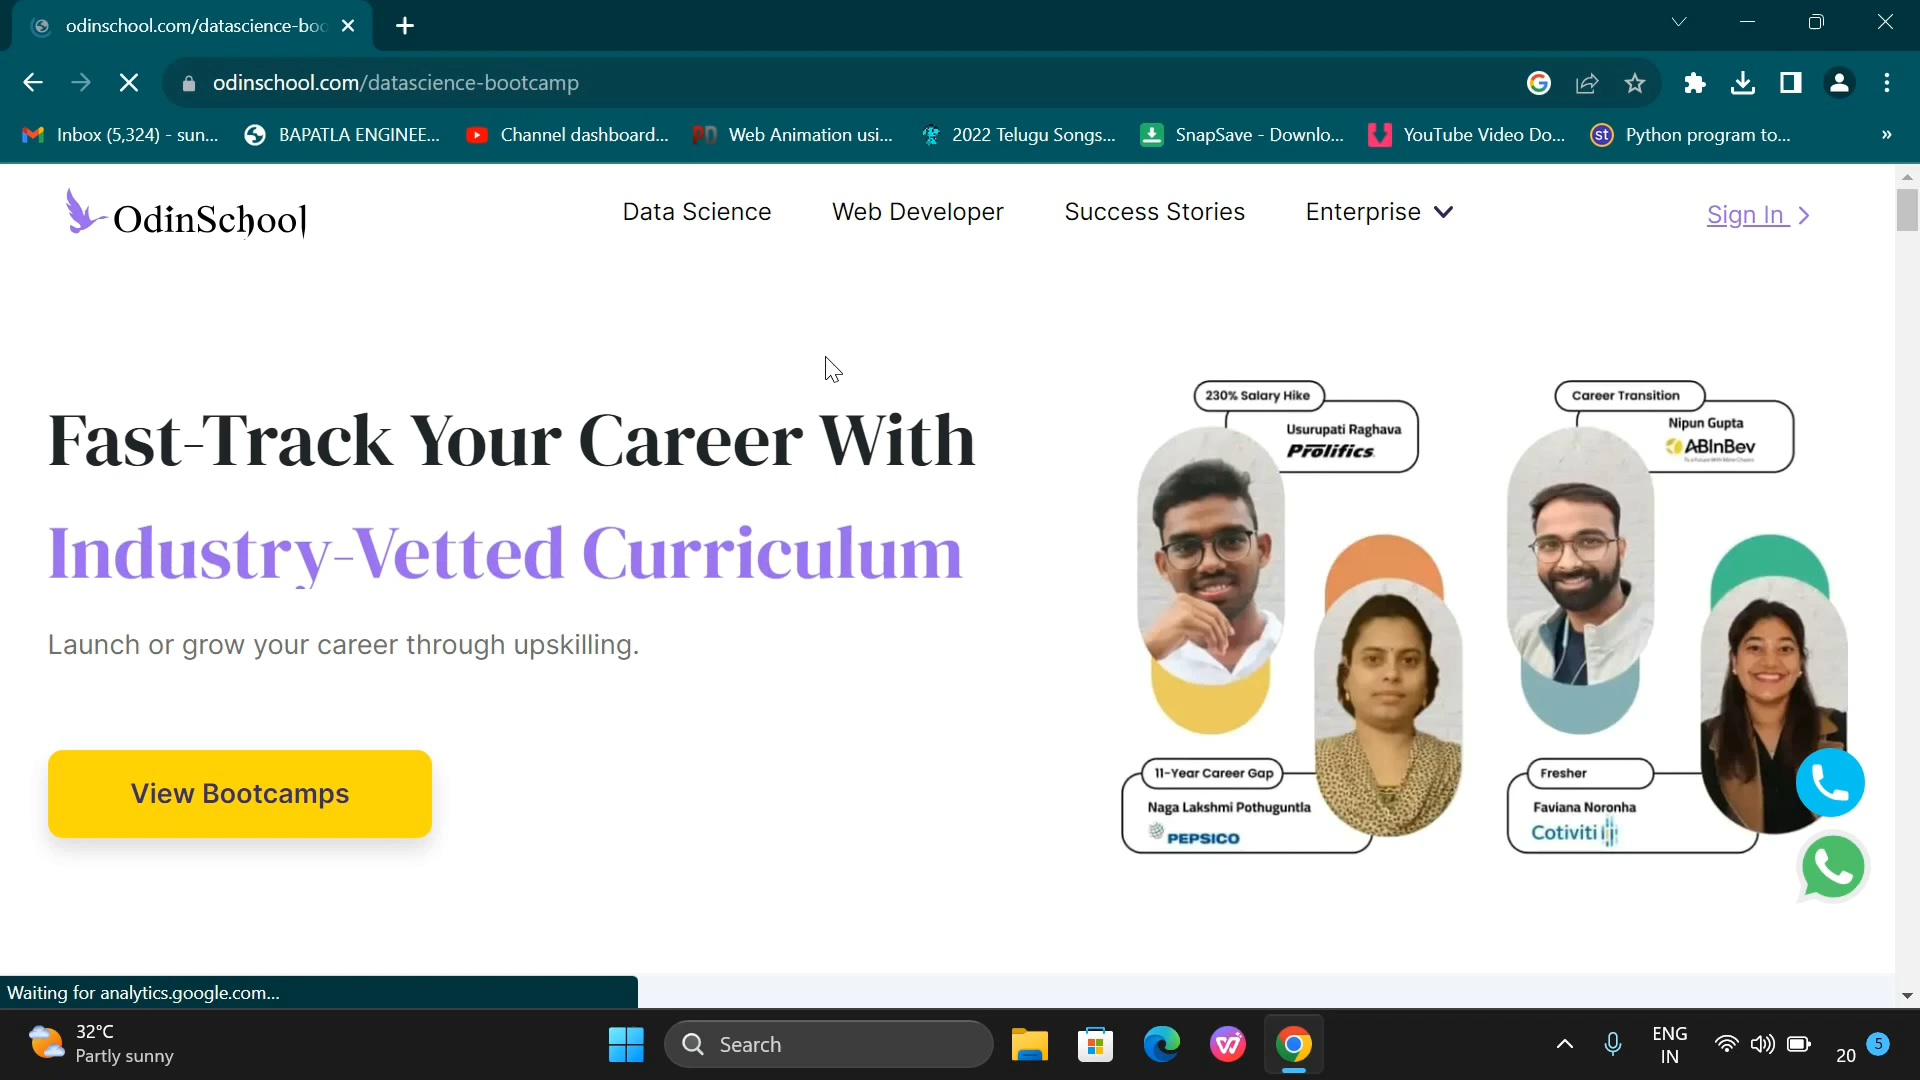 odinschool.com/datascience-boo
odinschool.com/datascience-bootcamp
Inbox (5,324) - sun...
BAPATLA ENGINEE...
Channel dashboard...
PD Web Animation usi...
2022 Telugu Songs...
SnapSave - Downlo...
YouTube Video Do...
st Python program to...
»
OdinSchool
Data Science
Web Developer
Success Stories
Enterprise
Sign In
Fast-Track Your Career With
Industry-Vetted Curriculum
Launch or grow your career through upskilling.
View Bootcamps
230% Salary Hike
Usurupati Raghava
Prolifics
Career Transition
Nipun Gupta
ABInBev
11-Year Career Gap
Naga Lakshmi Pothuguntla
PEPSICO
Fresher
Faviana Noronha
Cotiviti
Waiting for analytics.google.com...
32°C
Partly sunny
Search
ENG
IN
20
5